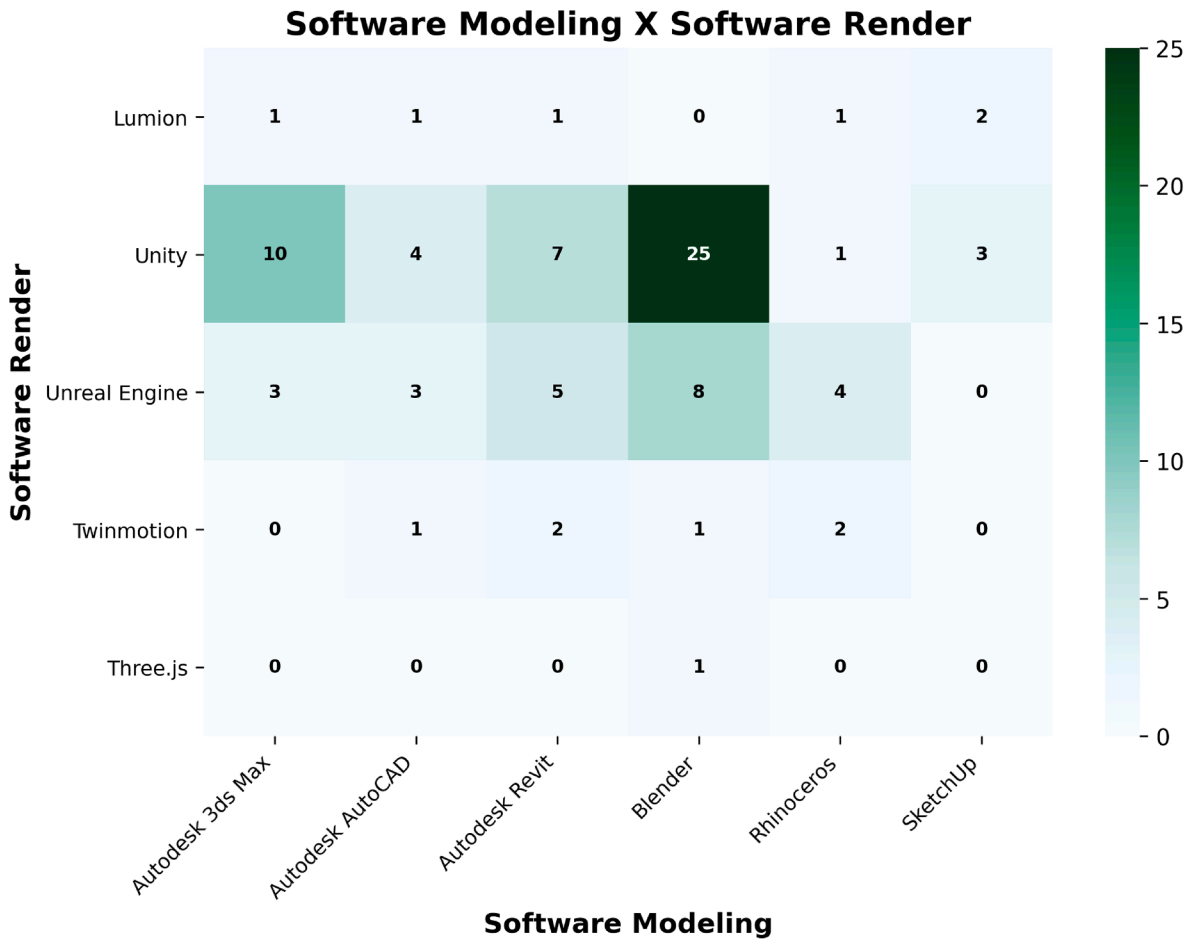 Software Modeling X Software Render
Software Render
Lumion 1 1 1 0 1 2
Unity 10 4 7 25 1 3
Unreal Engine 3 3 5 8 4 0
Twinmotion 0 1 2 1 2 0
Three.js 0 0 0 1 0 0
Autodesk 3ds Max
Autodesk AutoCAD
Autodesk Revit
Blender
Rhinoceros
SketchUp
Software Modeling
25
20
15
10
5
0